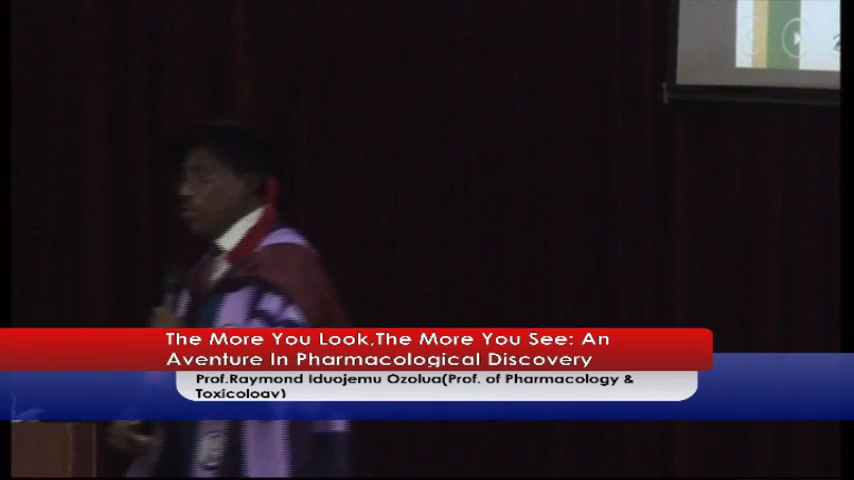 The More You Look,The More You See: An
Aventure In Pharmacological Discovery
Prof.Raymond Iduojemu Ozolua(Prof. of Pharmacology &
Toxicology)